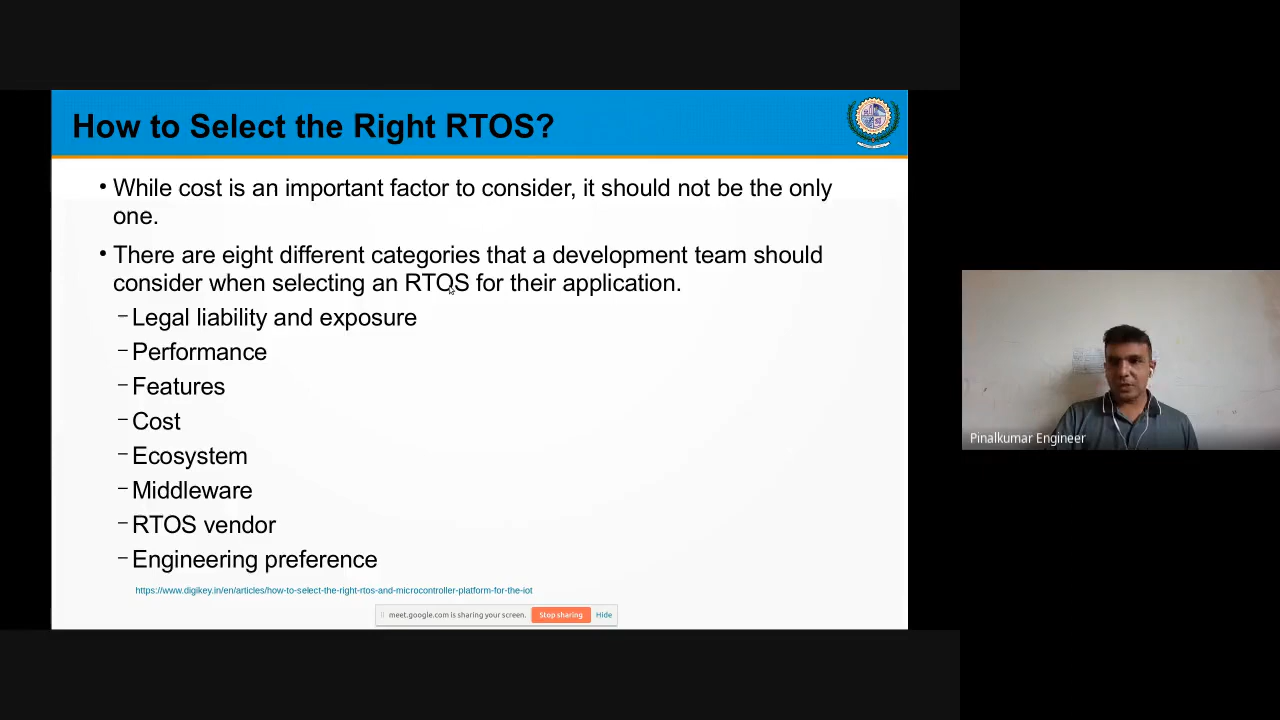 How to Select the Right RTOS?
• While cost is an important factor to consider, it should not be the only
one.
• There are eight different categories that a development team should
consider when selecting an RTOS for their application.
– Legal liability and exposure
– Performance
– Features
– Cost
– Ecosystem
– Middleware
– RTOS vendor
– Engineering preference
https://www.digikey.in/en/articles/how-to-select-the-right-rtos-and-microcontroller-platform-for-the-iot
meet.google.com is sharing your screen. Stop sharing Hide
Pinalkumar Engineer